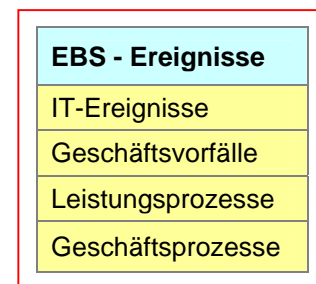 EBS - Ereignisse
IT-Ereignisse
Geschäftsvorfälle
Leistungsprozesse
Geschäftsprozesse